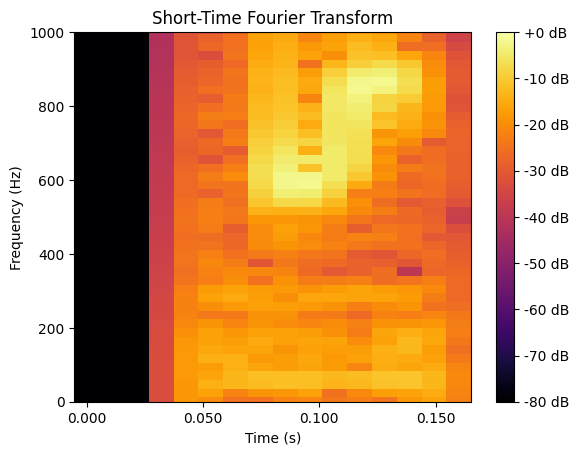 Short-Time Fourier Transform
1000
800
600
400
200
0
Frequency (Hz)
0.000
0.050
0.100
0.150
Time (s)
+0 dB
-10 dB
-20 dB
-30 dB
-40 dB
-50 dB
-60 dB
-70 dB
-80 dB